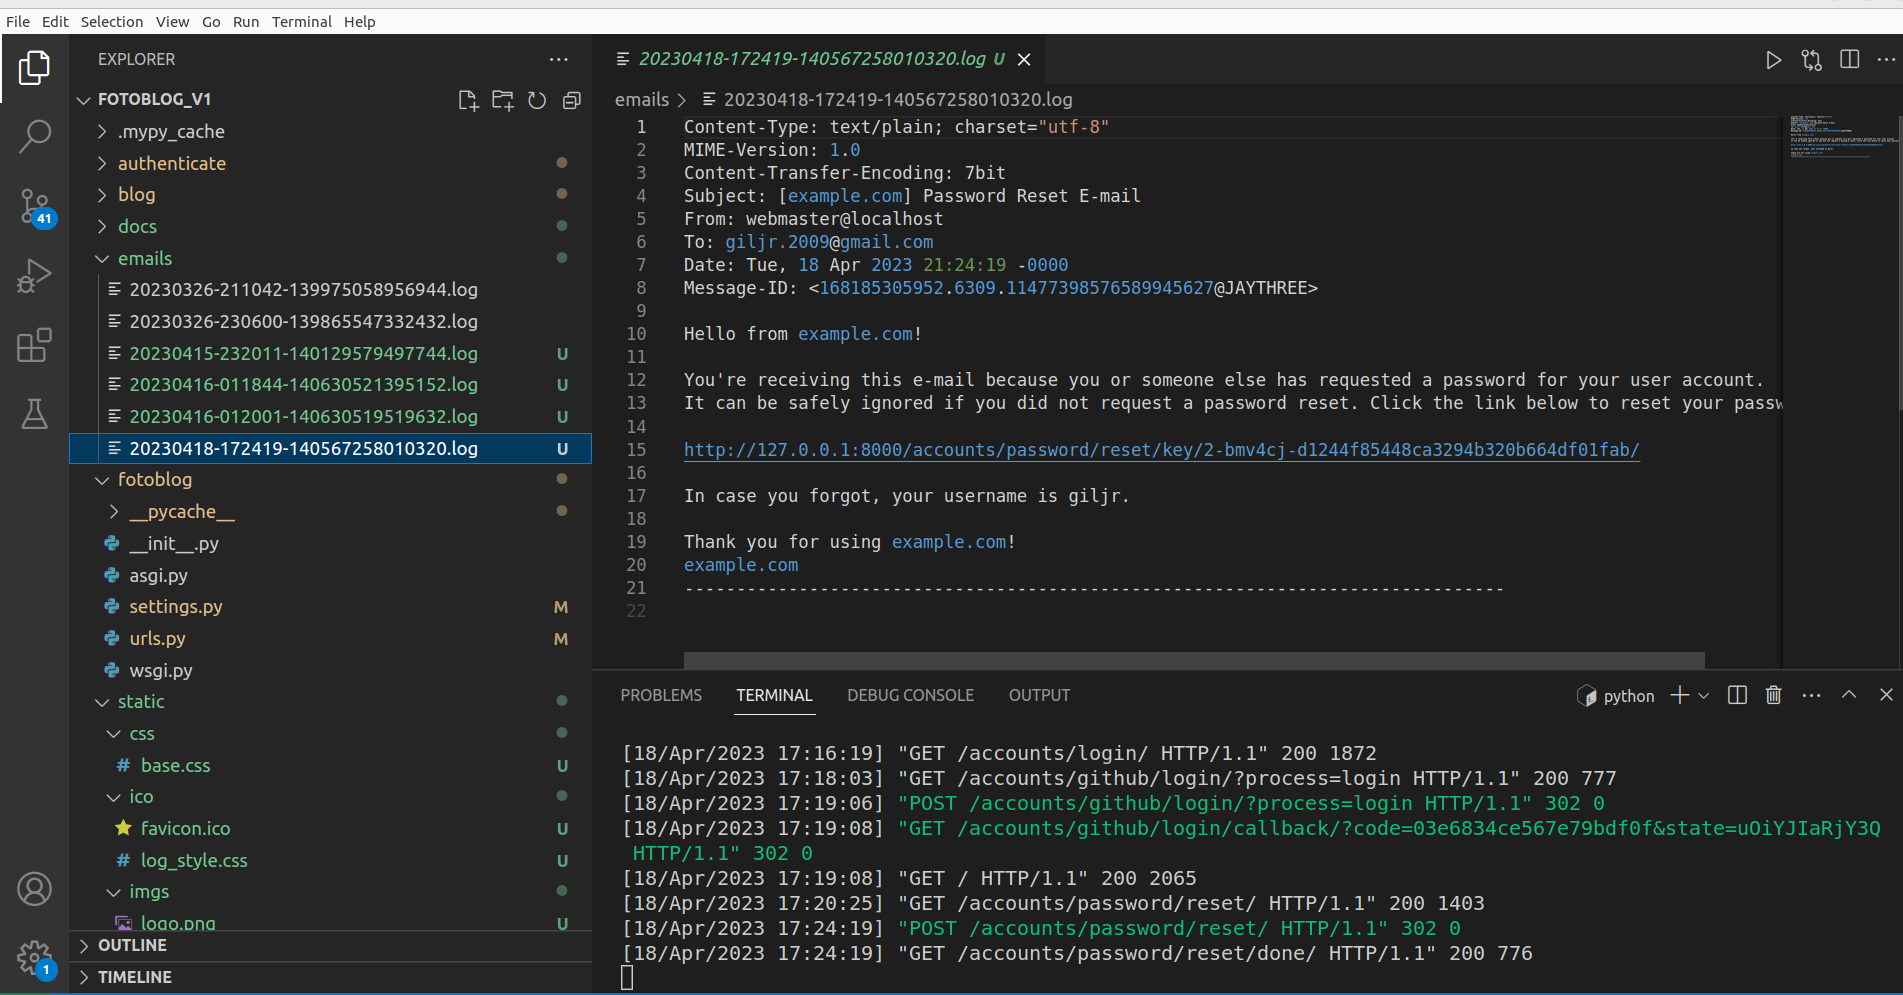 File Edit Selection View Go Run Terminal Help
EXPLORER
FOTOBLOG_V1
.mypy_cache
authenticate
blog
docs
emails
20230326-211042-139975058956944.log
20230326-230600-139865547332432.log
20230415-232011-140129579497744.log U
20230416-011844-140630521395152.log U
20230416-012001-140630519519632.log U
20230418-172419-140567258010320.log U
fotoblog
__pycache__
__init__.py
asgi.py
settings.py M
urls.py M
wsgi.py
static
css
# base.css U
ico
favicon.ico U
# log_style.css U
imgs
logo.png U
OUTLINE
TIMELINE
41
1
20230418-172419-140567258010320.log U
emails > 20230418-172419-140567258010320.log
1 Content-Type: text/plain; charset="utf-8"
2 MIME-Version: 1.0
3 Content-Transfer-Encoding: 7bit
4 Subject: [example.com] Password Reset E-mail
5 From: webmaster@localhost
6 To: giljr.2009@gmail.com
7 Date: Tue, 18 Apr 2023 21:24:19 -0000
8 Message-ID: <168185305952.6309.11477398576589945627@JAYTHREE>
9
10 Hello from example.com!
11
12 You're receiving this e-mail because you or someone else has requested a password for your user account.
13 It can be safely ignored if you did not request a password reset. Click the link below to reset your passw
14
15 http://127.0.0.1:8000/accounts/password/reset/key/2-bmv4cj-d1244f85448ca3294b320b664df01fab/
16
17 In case you forgot, your username is giljr.
18
19 Thank you for using example.com!
20 example.com
21 -------------------------------------------------------------------------------
22
PROBLEMS TERMINAL DEBUG CONSOLE OUTPUT
python
[18/Apr/2023 17:16:19] "GET /accounts/login/ HTTP/1.1" 200 1872
[18/Apr/2023 17:18:03] "GET /accounts/github/login/?process=login HTTP/1.1" 200 777
[18/Apr/2023 17:19:06] "POST /accounts/github/login/?process=login HTTP/1.1" 302 0
[18/Apr/2023 17:19:08] "GET /accounts/github/login/callback/?code=03e6834ce567e79bdf0f&state=uOiYJIaRjY3Q
HTTP/1.1" 302 0
[18/Apr/2023 17:19:08] "GET / HTTP/1.1" 200 2065
[18/Apr/2023 17:20:25] "GET /accounts/password/reset/ HTTP/1.1" 200 1403
[18/Apr/2023 17:24:19] "POST /accounts/password/reset/ HTTP/1.1" 302 0
[18/Apr/2023 17:24:19] "GET /accounts/password/reset/done/ HTTP/1.1" 200 776